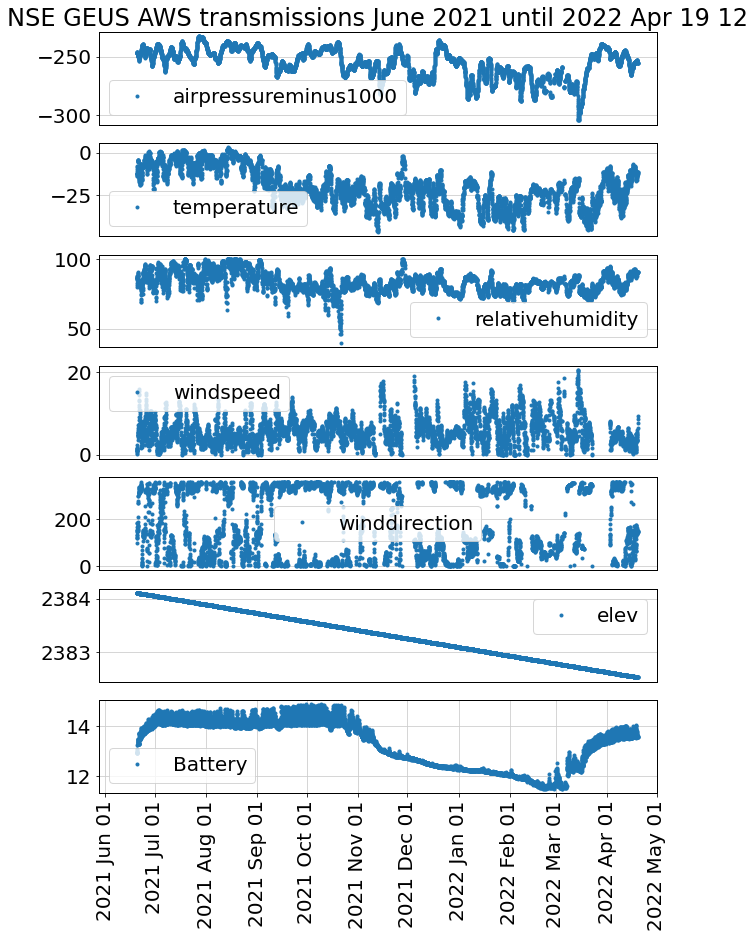 NSE GEUS AWS transmissions June 2021 until 2022 Apr 19 12
−250
−300
airpressureminus1000
0
−25
temperature
100
50
relativehumidity
20
0
windspeed
200
0
winddirection
2384
2383
elev
14
12
Battery
2021 Jun 01
2021 Jul 01
2021 Aug 01
2021 Sep 01
2021 Oct 01
2021 Nov 01
2021 Dec 01
2022 Jan 01
2022 Feb 01
2022 Mar 01
2022 Apr 01
2022 May 01